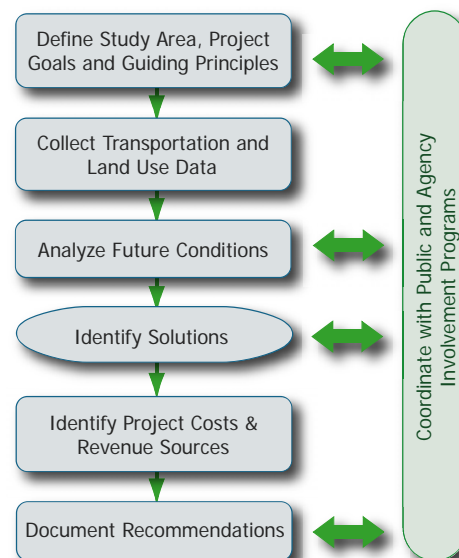 Define Study Area, Project
Goals and Guiding Principles
Collect Transportation and
Land Use Data
Analyze Future Conditions
Identify Solutions
Identify Project Costs &
Revenue Sources
Document Recommendations
Coordinate with Public and Agency
Involvement Programs